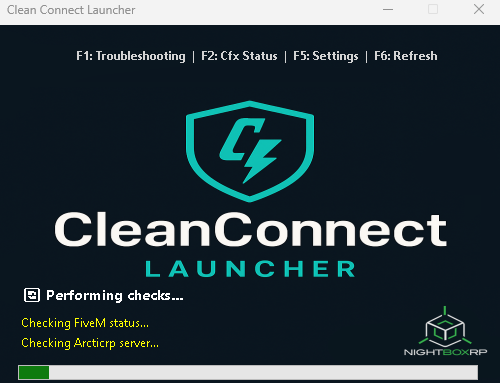 Clean Connect Launcher
F1: Troubleshooting | F2: Cfx Status | F5: Settings | F6: Refresh
C
CleanConnect
LAUNCHER
Performing checks...
Checking FiveM status...
Checking Arcticrp server...
NIGHTBOXRP